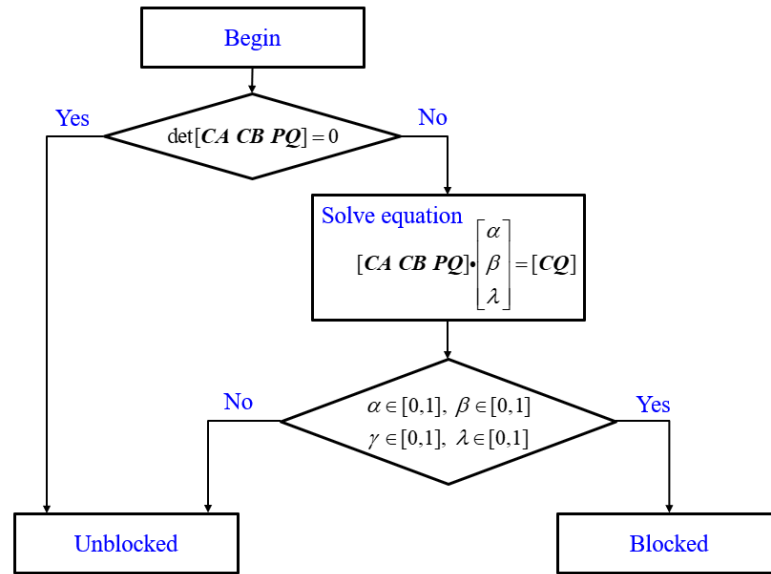 Begin
Yes
det[CA CB PQ]=0
No
Solve equation
[CA CB PQ]•[α β λ]=[CQ]
No
α∈[0,1], β∈[0,1]
Yes
γ∈[0,1], λ∈[0,1]
Unblocked
Blocked